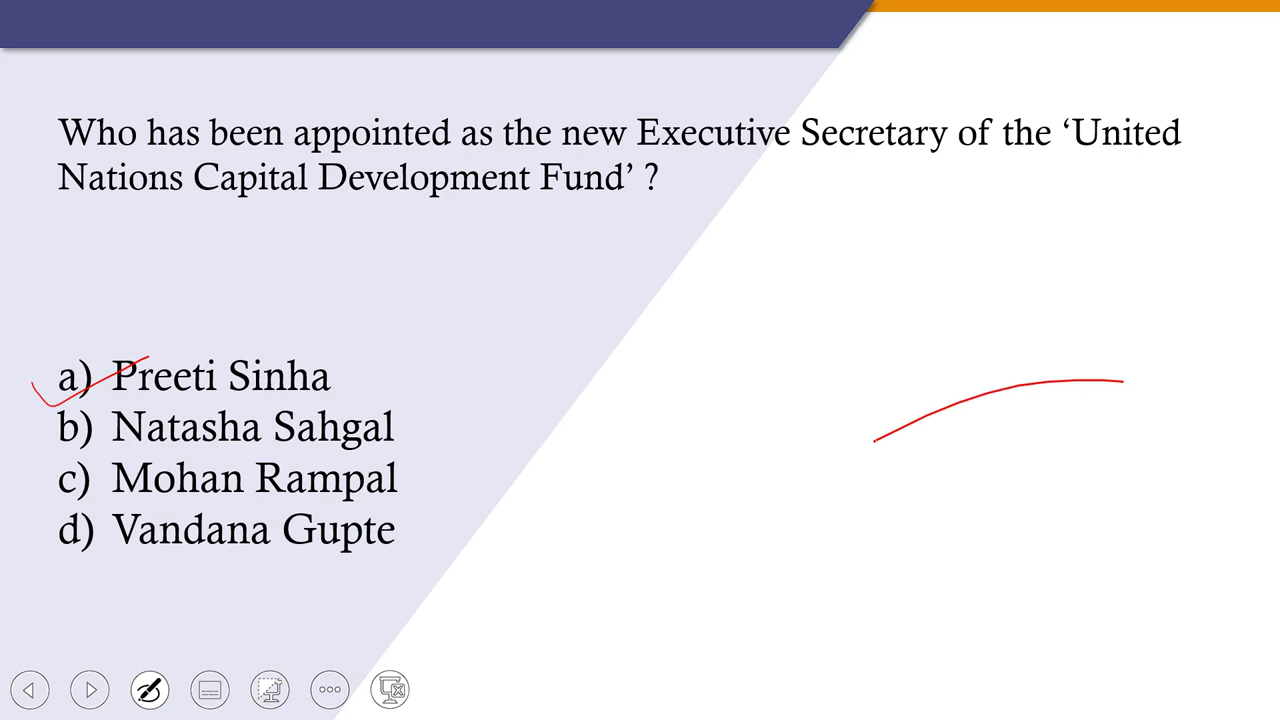 Who has been appointed as the new Executive Secretary of the ‘United
Nations Capital Development Fund’ ?
a) Preeti Sinha
b) Natasha Sahgal
c) Mohan Rampal
d) Vandana Gupte